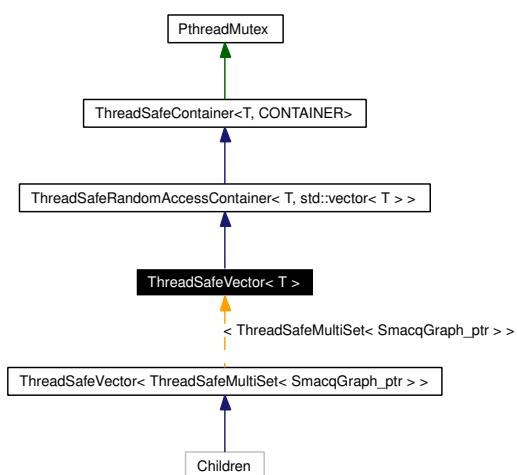 PthreadMutex
ThreadSafeContainer<T, CONTAINER>
ThreadSafeRandomAccessContainer< T, std::vector< T > >
ThreadSafeVector< T >
< ThreadSafeMultiSet< SmacqGraph_ptr > >
ThreadSafeVector< ThreadSafeMultiSet< SmacqGraph_ptr > >
Children